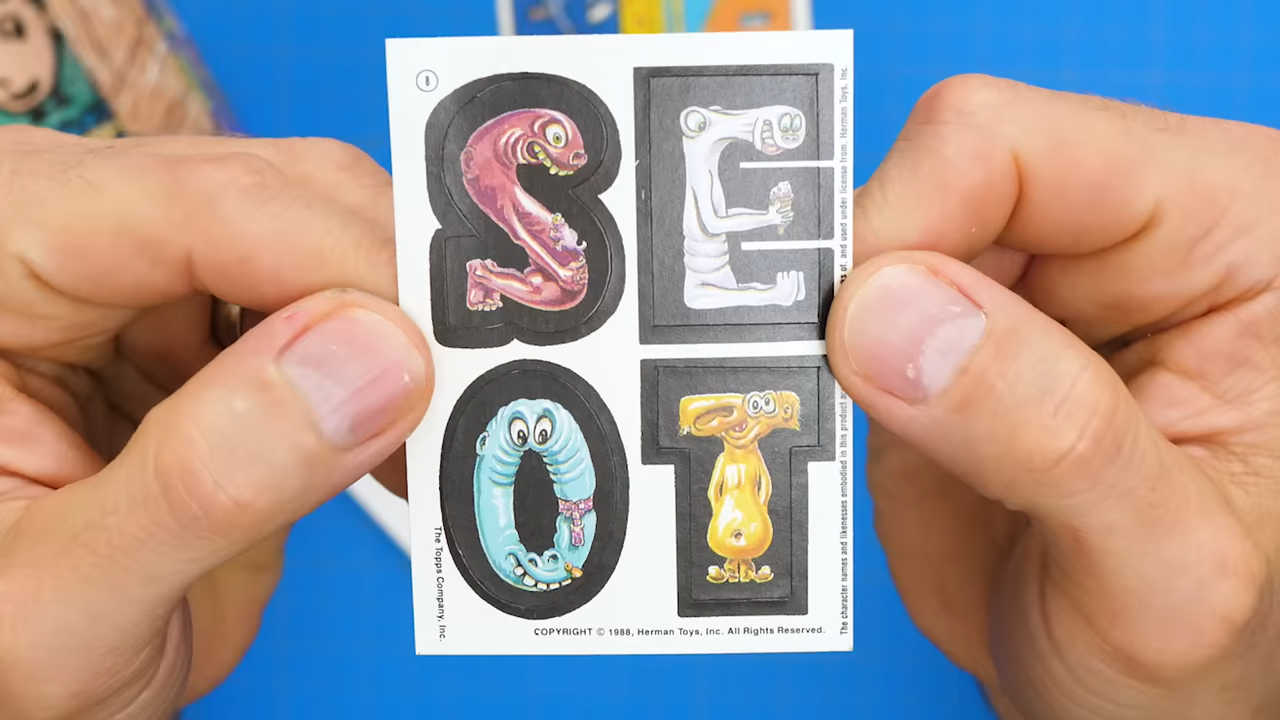 8
S E
O T
The Topps Company, Inc.
COPYRIGHT © 1988, Herman Toys, Inc. All Rights Reserved.
The character names and likenesses embodied in this product a of, and used under license from, Herman Toys, Inc.